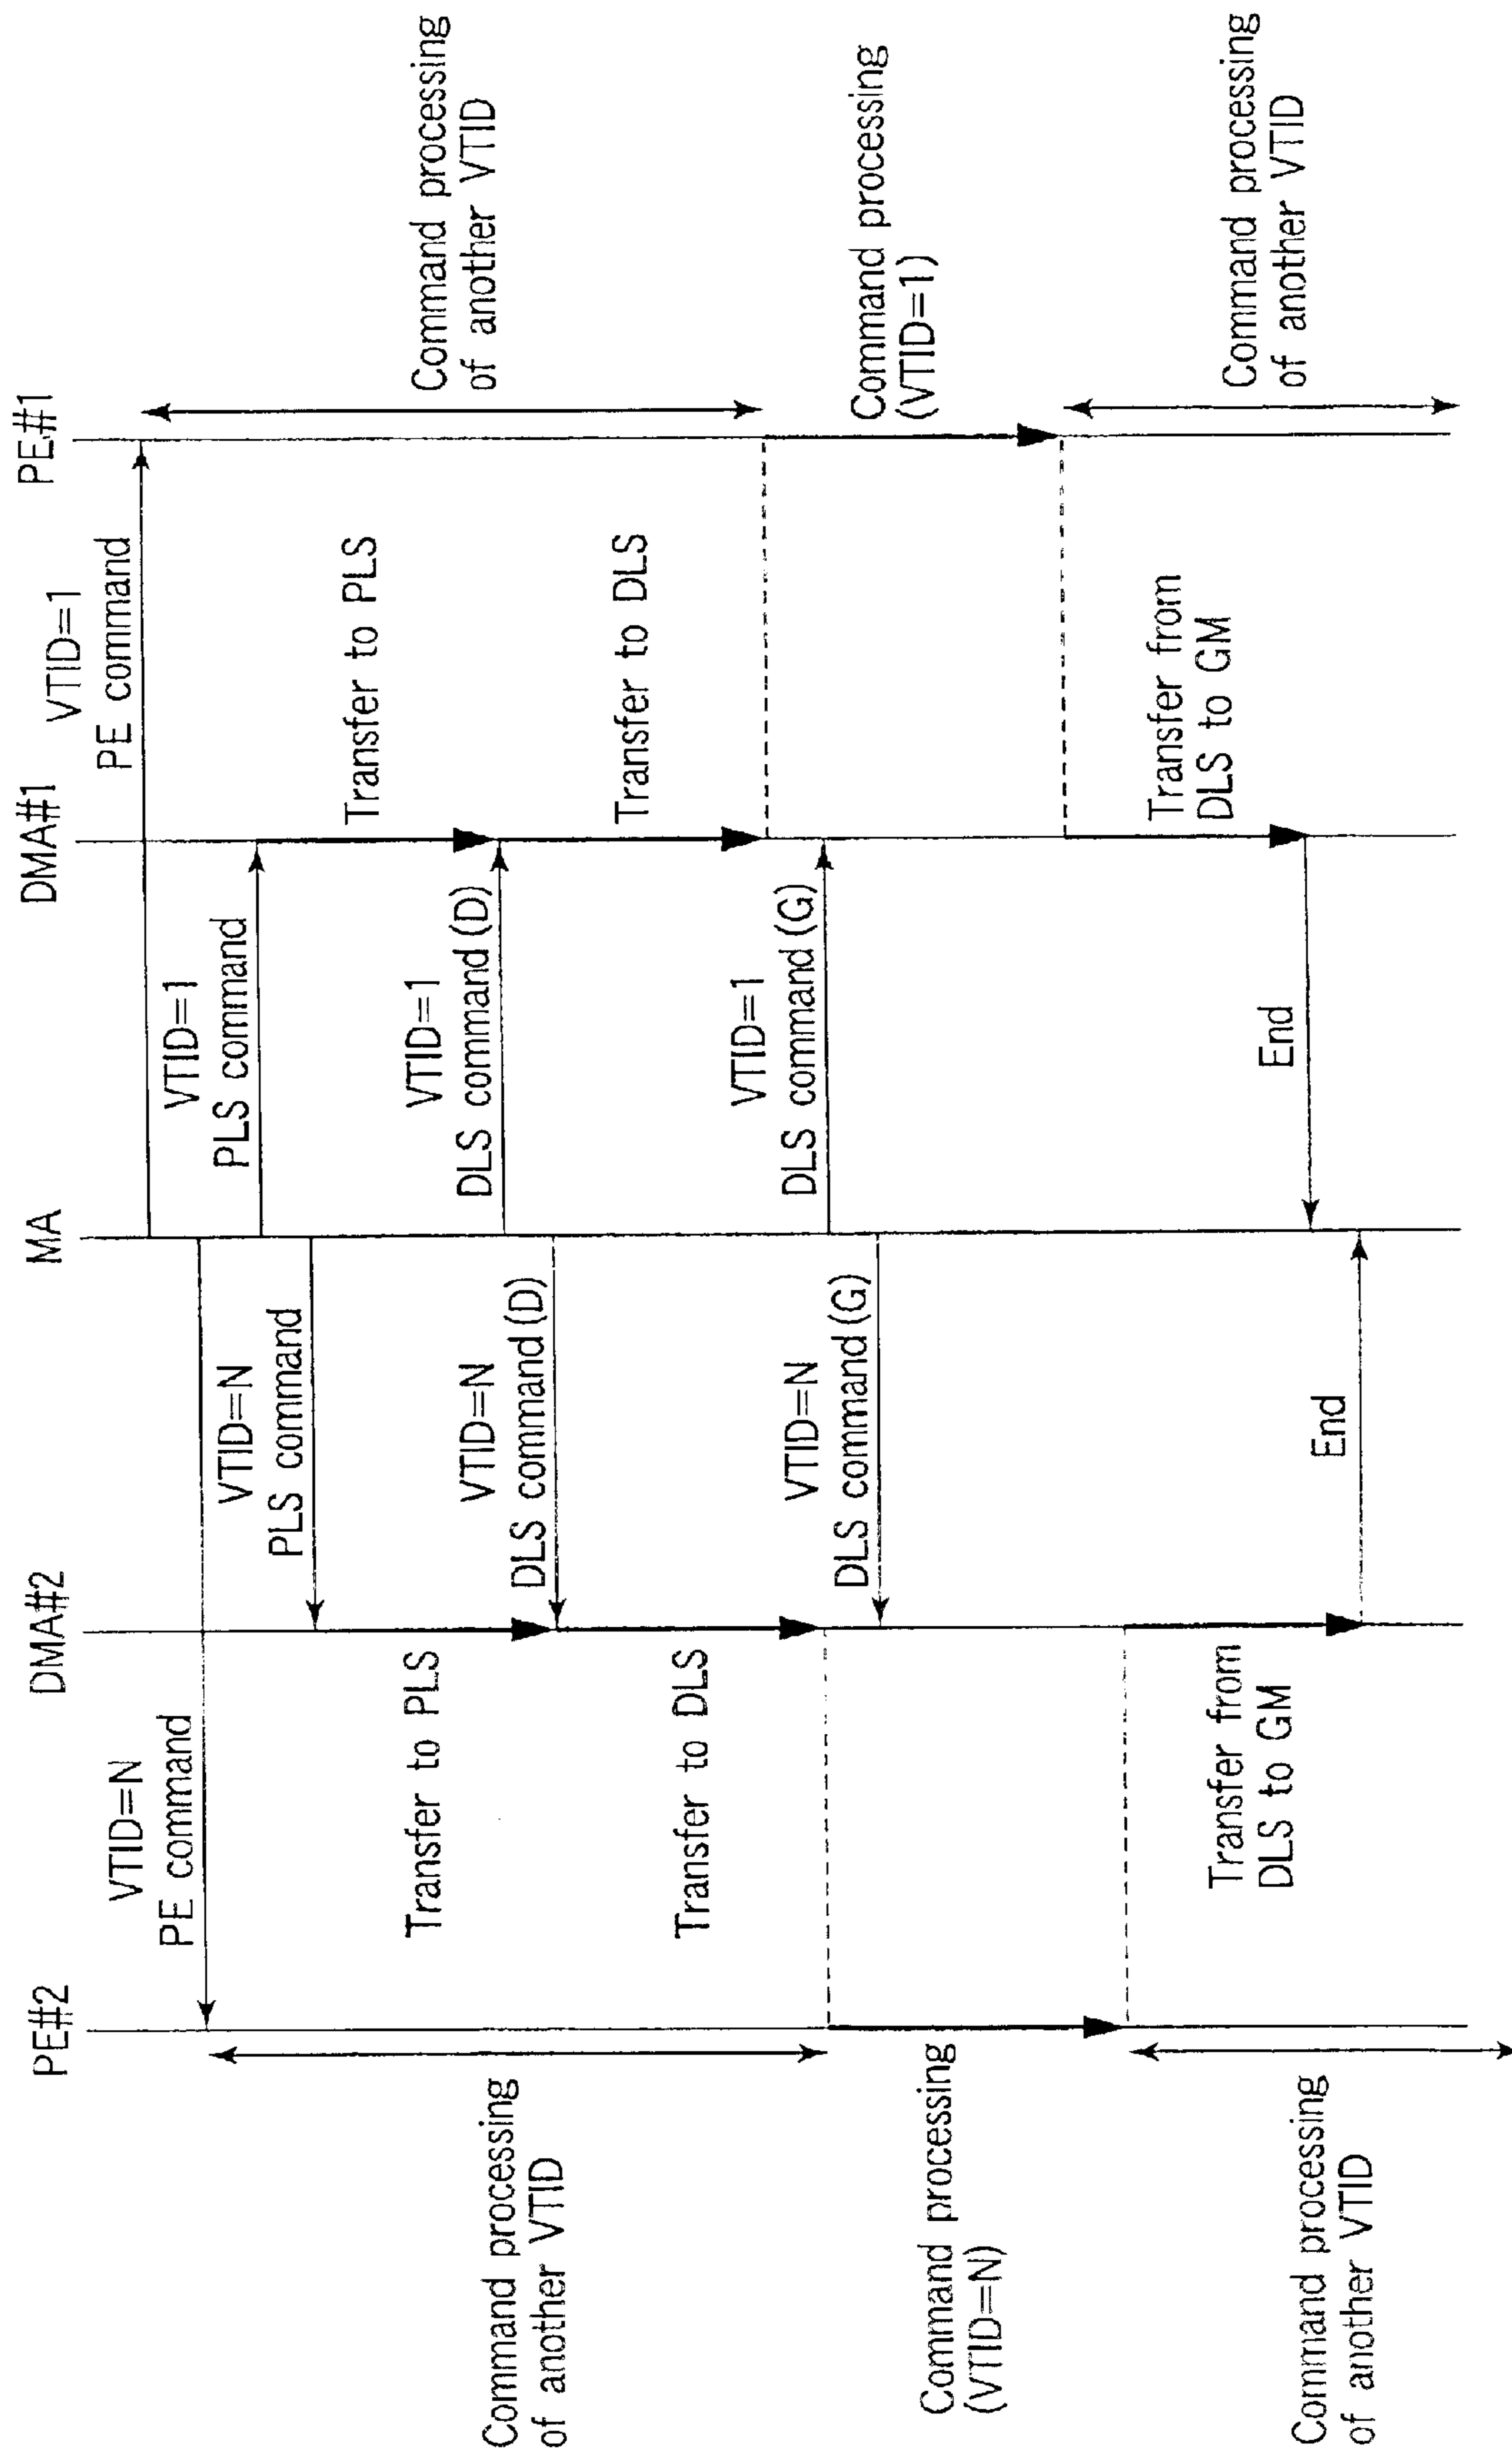 PE#2
DMA#2
MA
DMA#1
PE#1
VTID=N
PE command
VTID=1
PE command
VTID=N
PLS command
VTID=1
PLS command
Command processing
of another VTID
Transfer to PLS
VTID=N
DLS command (D)
VTID=1
DLS command (D)
Transfer to PLS
Command processing
of another VTID
Transfer to DLS
Transfer to DLS
VTID=N
DLS command (G)
VTID=1
DLS command (G)
Command processing
(VTID=N)
Command processing
(VTID=1)
Transfer from
DLS to GM
Transfer from
DLS to GM
End
End
Command processing
of another VTID
Command processing
of another VTID